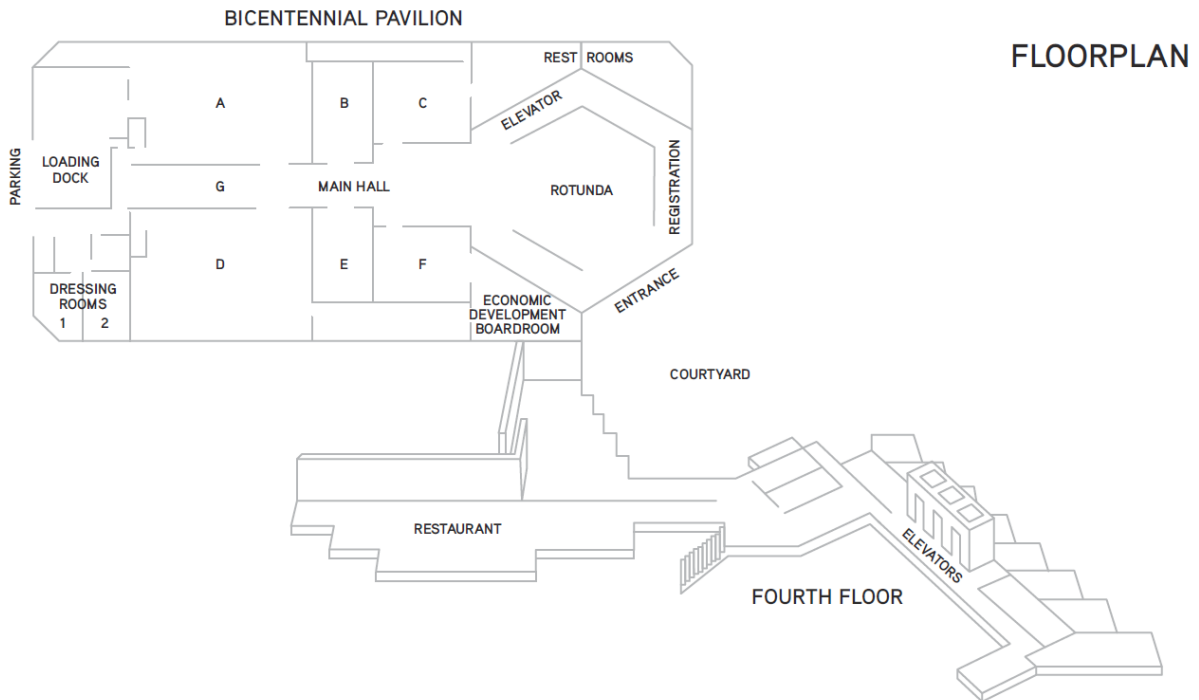 BICENTENNIAL PAVILION
FLOORPLAN
REST ROOMS
A
B
C
ELEVATOR
PARKING
LOADING
DOCK
G
MAIN HALL
ROTUNDA
REGISTRATION
D
E
F
DRESSING
ROOMS
1 2
ECONOMIC
DEVELOPMENT
BOARDROOM
ENTRANCE
COURTYARD
RESTAURANT
ELEVATORS
FOURTH FLOOR